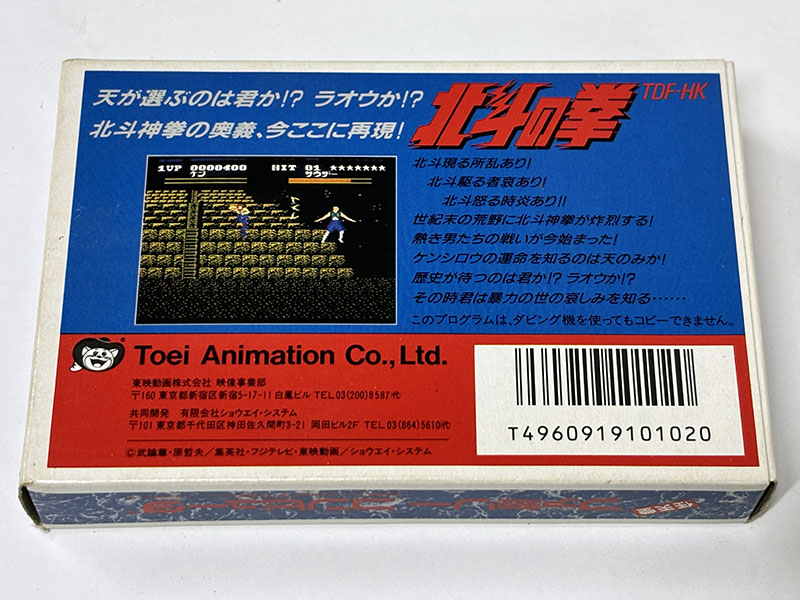 天が選ぶのは君か!? ラオウか!?
北斗神拳の奥義、今ここに再現!
北斗の拳
TDF-HK
1UP 0000400
HIT 01 ★★★★★★★
ケン
サウザー
北斗現る所乱あり!
北斗駆る者哀あり!
北斗怒る時炎あり!!
世紀末の荒野に北斗神拳が炸烈する!
熱き男たちの戦いが今始まった!
ケンシロウの運命を知るのは天のみか!
歴史が待つのは君か!? ラオウか!?
その時君は暴力の世の哀しみを知る……
このプログラムは、ダビング機を使ってもコピーできません。
Toei Animation Co., Ltd.
東映動画株式会社 映像事業部
〒160 東京都新宿区新宿5-17-11 白鳳ビル TEL03(200)8587代
共同開発 有限会社ショウエイ・システム
〒101 東京都千代田区神田佐久間町3-21 岡田ビル2F TEL03(864)5610代
©武論尊・原哲夫/集英社・フジテレビ・東映動画/ショウエイ・システム
T4960919101020